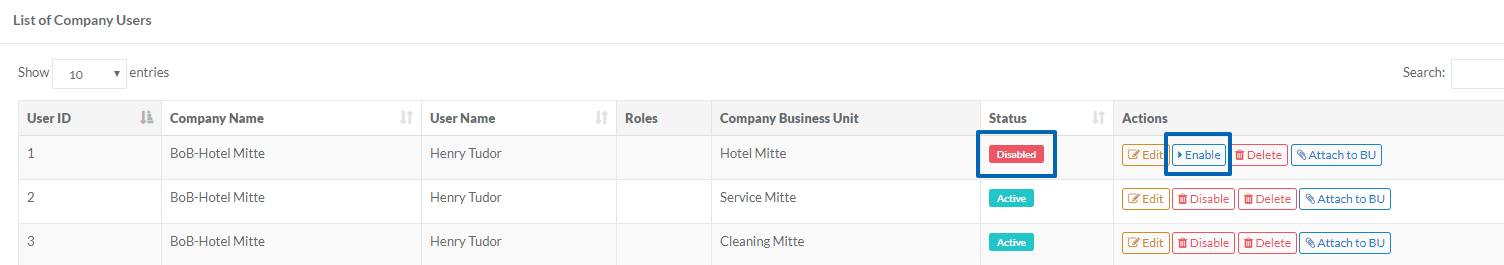 List of Company Users
Show 10 entries Search:
User ID Company Name User Name Roles Company Business Unit Status Actions
1 BoB-Hotel Mitte Henry Tudor Hotel Mitte Disabled Edit Enable Delete Attach to BU
2 BoB-Hotel Mitte Henry Tudor Service Mitte Active Edit Disable Delete Attach to BU
3 BoB-Hotel Mitte Henry Tudor Cleaning Mitte Active Edit Disable Delete Attach to BU